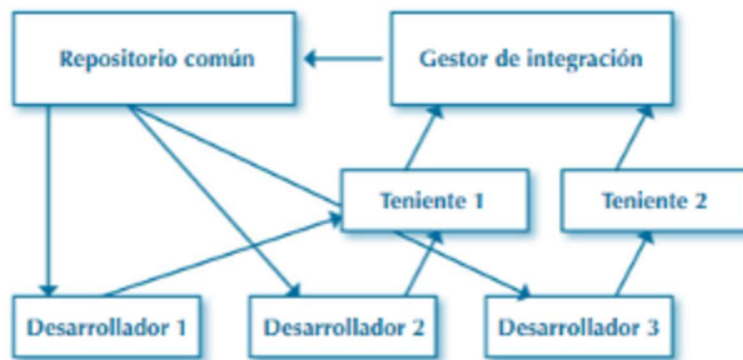 Repositorio común
Gestor de integración
Teniente 1
Teniente 2
Desarrollador 1
Desarrollador 2
Desarrollador 3